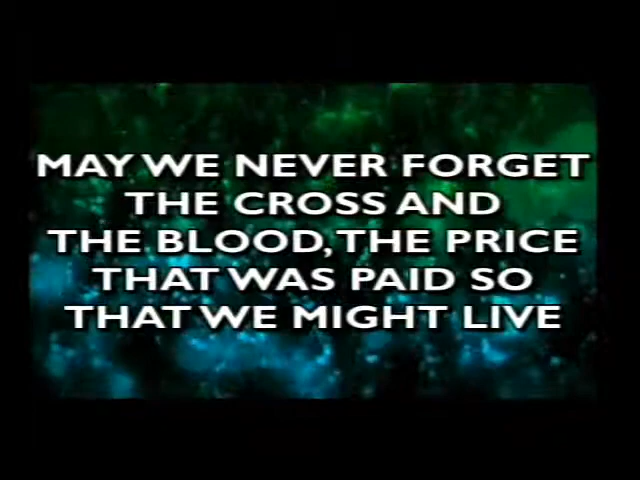 MAY WE NEVER FORGET
THE CROSS AND
THE BLOOD, THE PRICE
THAT WAS PAID SO
THAT WE MIGHT LIVE